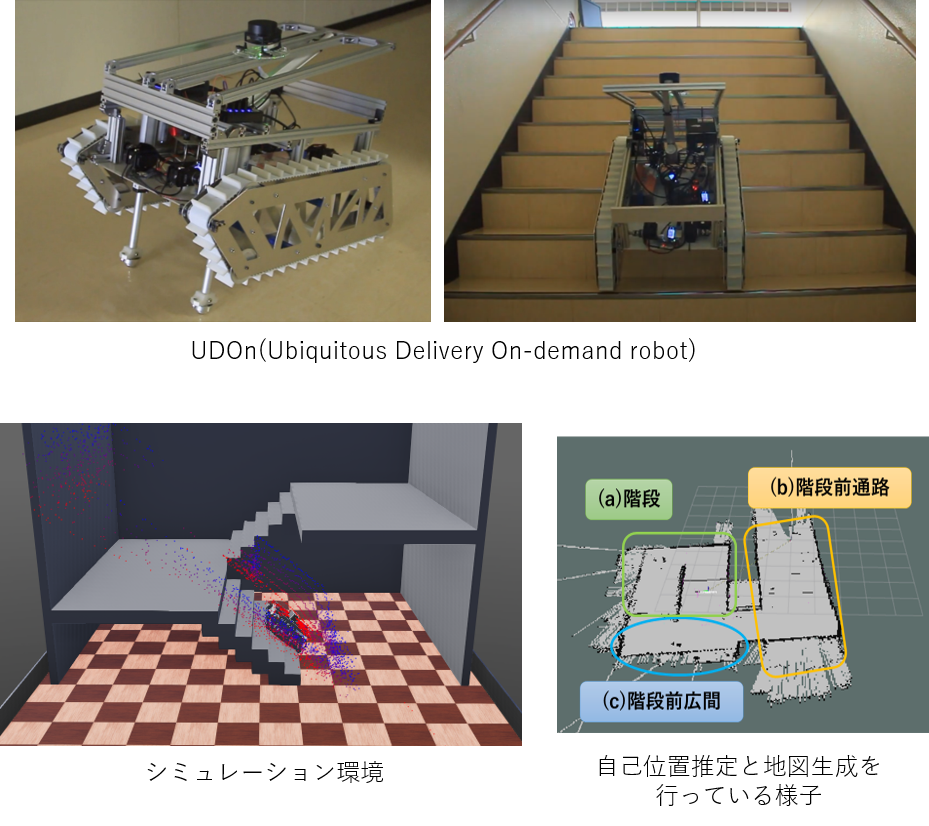 UDOn(Ubiquitous Delivery On-demand robot)
(a)階段
(b)階段前通路
(c)階段前広間
シミュレーション環境
自己位置推定と地図生成を
行っている様子